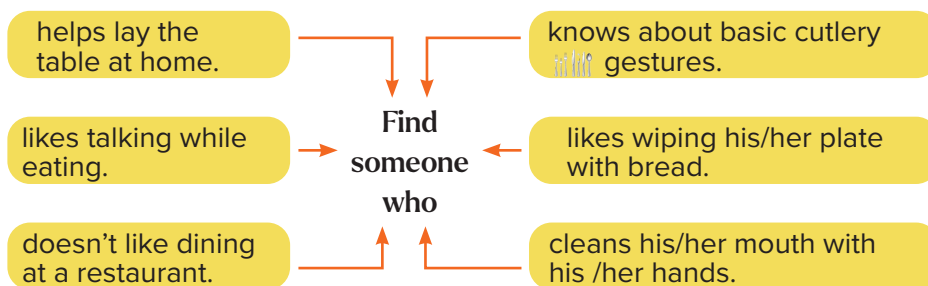 helps lay the
table at home.
knows about basic cutlery
gestures.
Find
someone
who
likes talking while
eating.
likes wiping his/her plate
with bread.
doesn’t like dining
at a restaurant.
cleans his/her mouth with
his /her hands.